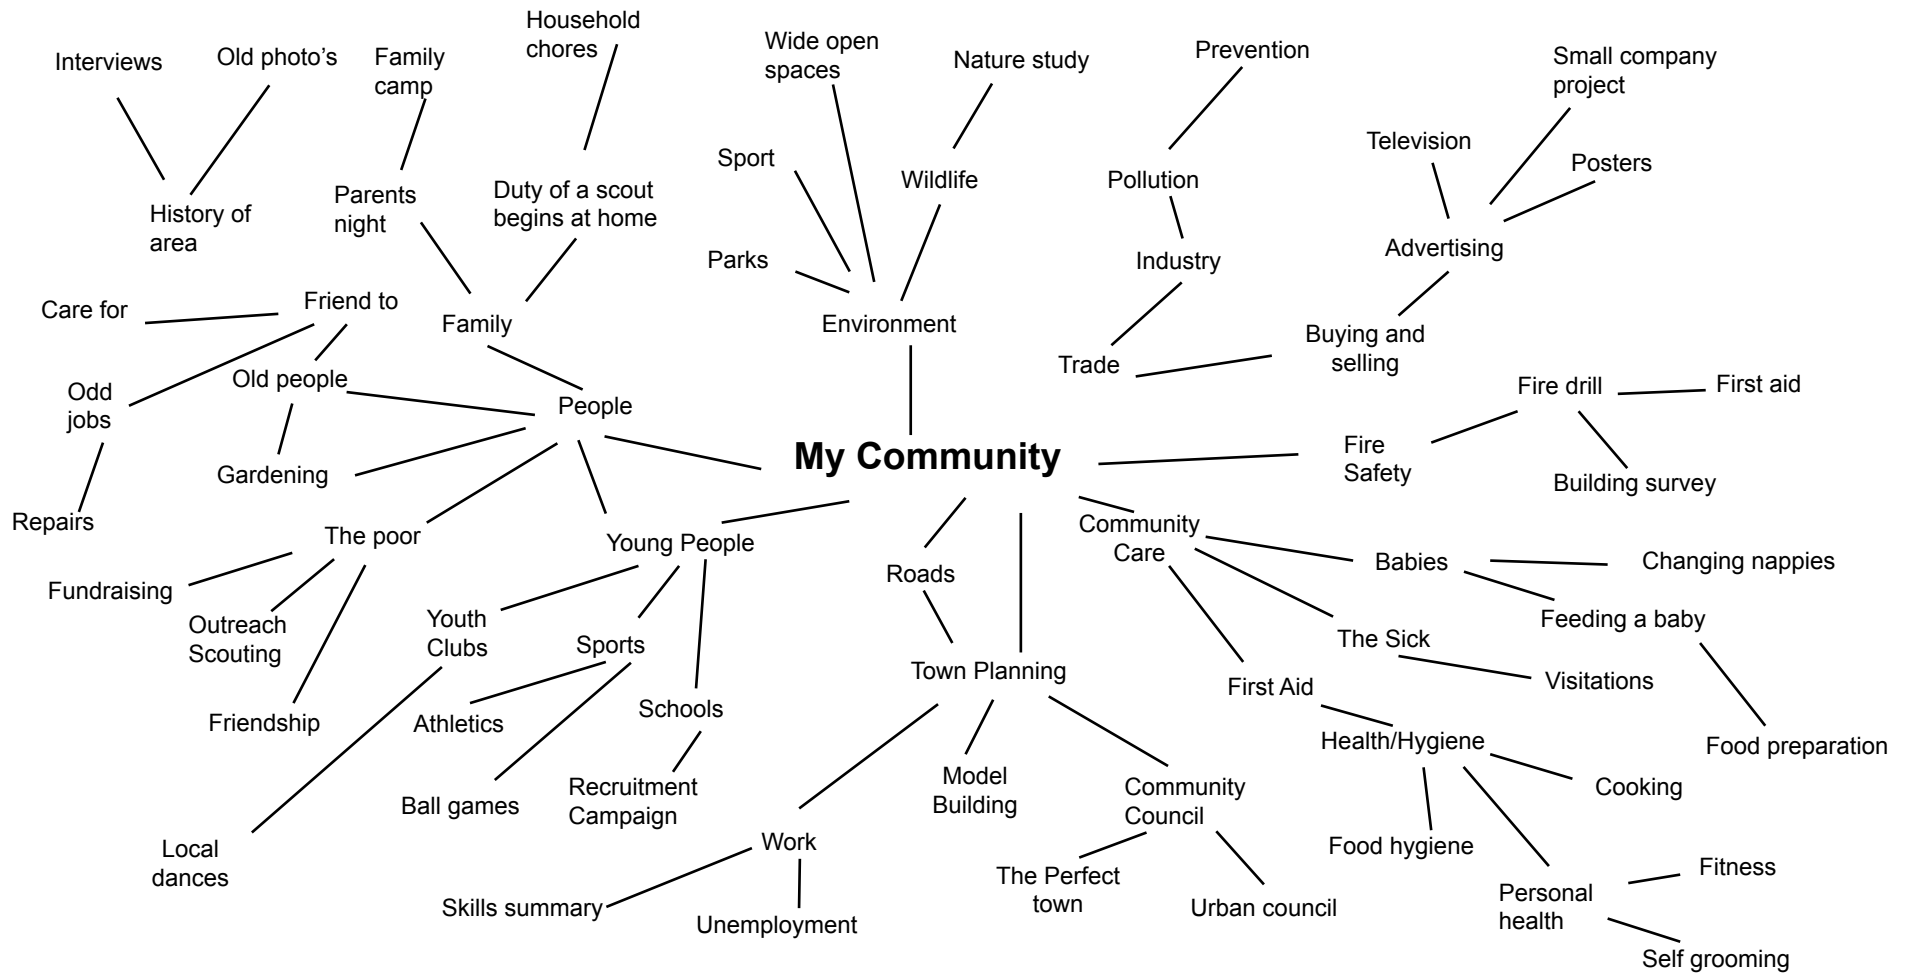 Household
chores
Wide open
spaces
Prevention
Interviews
Old photo’s
Family
camp
Nature study
Small company
project
Television
Sport
Posters
Wildlife
Pollution
Parents
night
Duty of a scout
begins at home
History of
area
Advertising
Parks
Industry
Care for
Friend to
Family
Environment
Buying and
selling
Trade
Old people
Odd
jobs
People
Fire drill
First aid
My Community
Fire
Safety
Gardening
Building survey
Repairs
The poor
Young People
Community
Care
Roads
Babies
Changing nappies
Fundraising
Outreach
Scouting
Youth
Clubs
Sports
Feeding a baby
The Sick
Town Planning
Visitations
First Aid
Friendship
Athletics
Schools
Health/Hygiene
Food preparation
Ball games
Recruitment
Campaign
Model
Building
Community
Council
Cooking
Local
dances
Work
Food hygiene
The Perfect
town
Fitness
Skills summary
Unemployment
Urban council
Personal
health
Self grooming